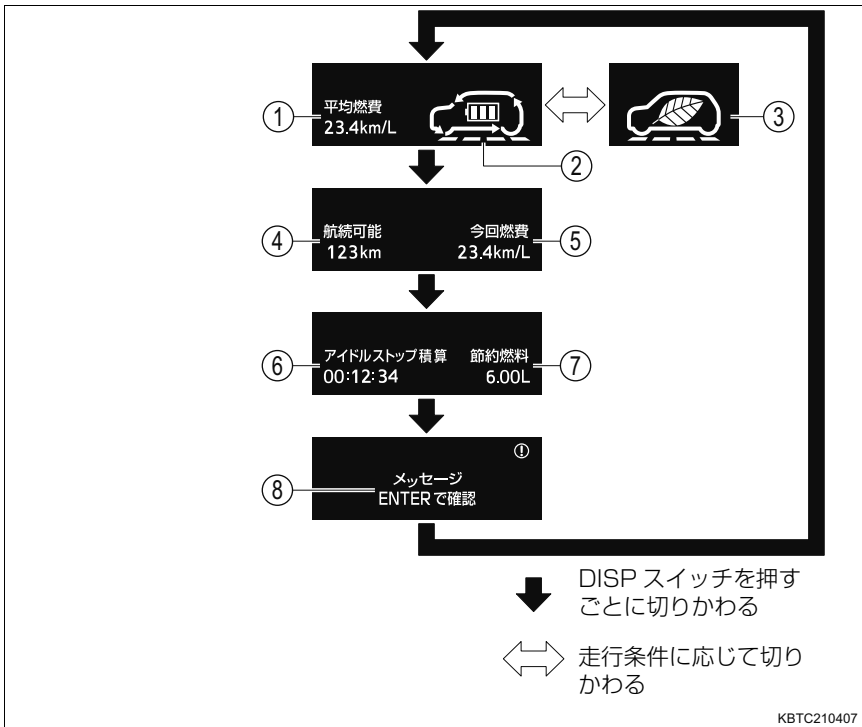 ①
平均燃費
23.4km/L
②
③
④
航続可能
123km
今回燃費
23.4km/L
⑤
⑥
アイドルストップ積算
00:12:34
節約燃料
6.00L
⑦
⑧
メッセージ
ENTERで確認
DISP スイッチを押す
ごとに切りかわる
走行条件に応じて切り
かわる
KBTC210407